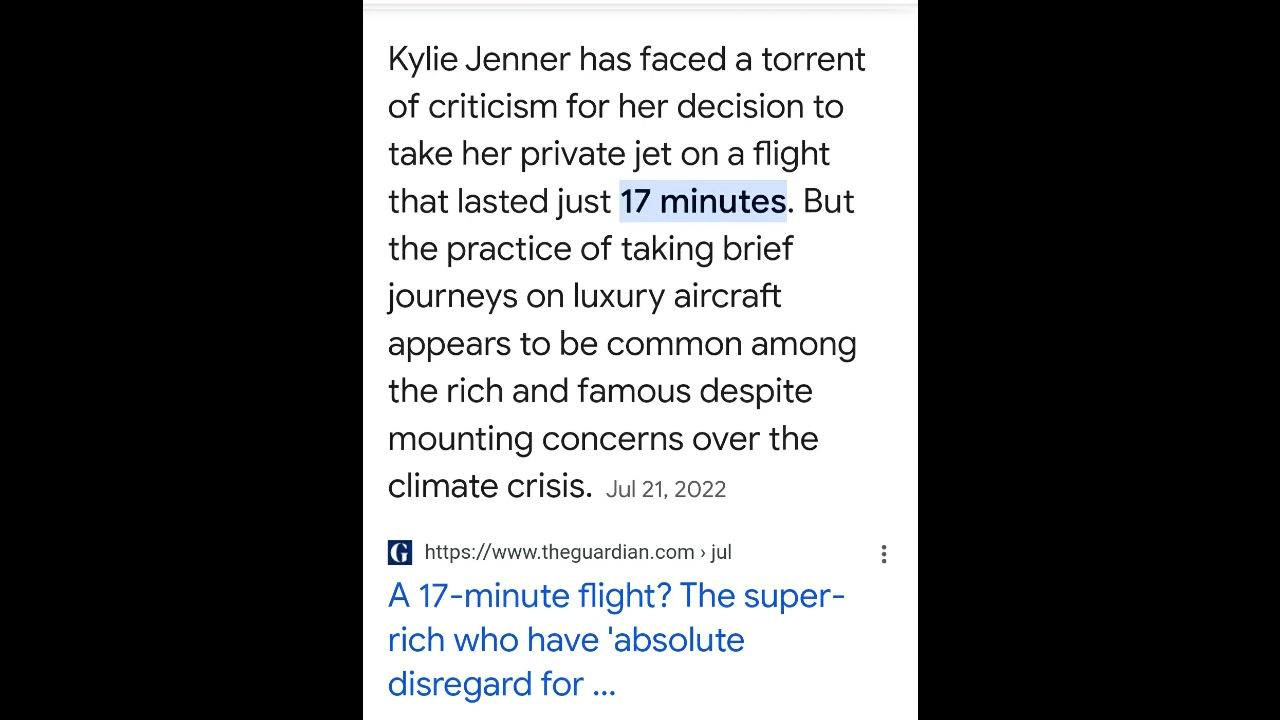 Kylie Jenner has faced a torrent
of criticism for her decision to
take her private jet on a flight
that lasted just 17 minutes. But
the practice of taking brief
journeys on luxury aircraft
appears to be common among
the rich and famous despite
mounting concerns over the
climate crisis. Jul 21, 2022
G https://www.theguardian.com › jul
A 17-minute flight? The super-
rich who have 'absolute
disregard for ...